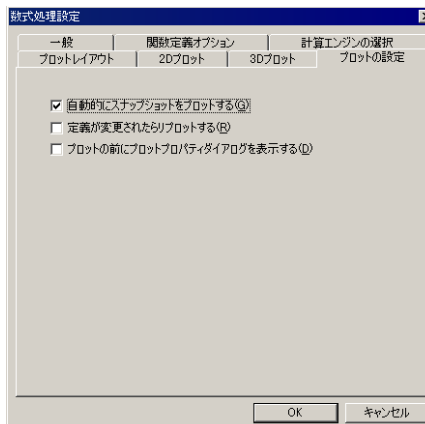 数式処理設定
一般 関数定義オプション 計算エンジンの選択
プロットレイアウト 2Dプロット 3Dプロット プロットの設定
自動的にスナップショットをプロットする(G)
定義が変更されたらリプロットする(R)
プロットの前にプロットプロパティダイアログを表示する(D)
OK キャンセル